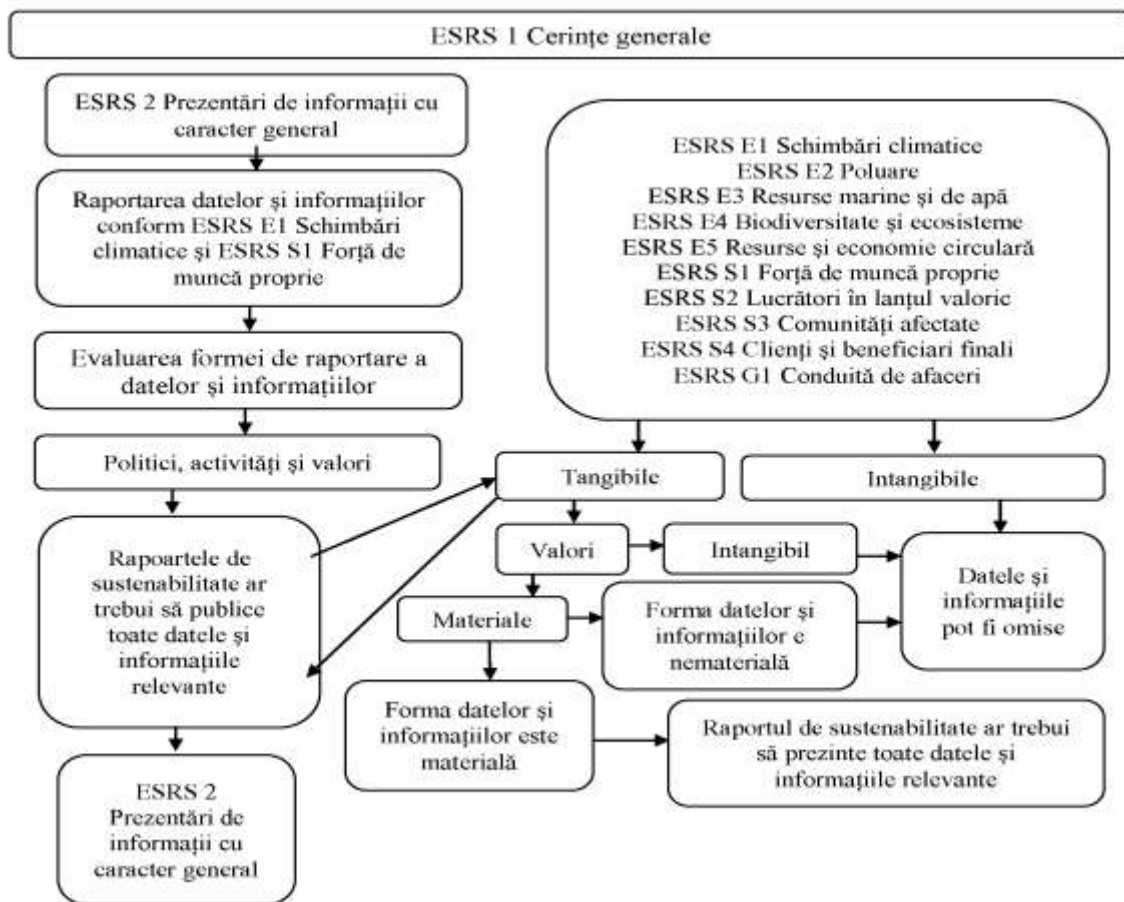 ESRS 1 Cerințe generale
ESRS 2 Prezentări de informații cu
caracter general
Raportarea datelor și informațiilor
conform ESRS E1 Schimbări
climatice și ESRS S1 Forță de
muncă proprie
Evaluarea formei de raportare a
datelor și informațiilor
Politici, activități și valori
Rapoartele de
sustenabilitate ar
trebui să publice
toate datele și
informațiile
relevante
ESRS 2
Prezentări de
informații cu
caracter general
ESRS E1 Schimbări climatice
ESRS E2 Poluare
ESRS E3 Resurse marine și de apă
ESRS E4 Biodiversitate și ecosisteme
ESRS E5 Resurse și economie circulară
ESRS S1 Forță de muncă proprie
ESRS S2 Lucrători în lanțul valoric
ESRS S3 Comunități afectate
ESRS S4 Clienți și beneficiari finali
ESRS G1 Conduită de afaceri
Tangibile
Intangibile
Valori
Intangibil
Datele și
informațiile
pot fi omise
Materiale
Forma datelor și
informațiilor e
nematerială
Forma datelor și
informațiilor este
materială
Raportul de sustenabilitate ar trebui
să prezinte toate datele și
informațiile relevante